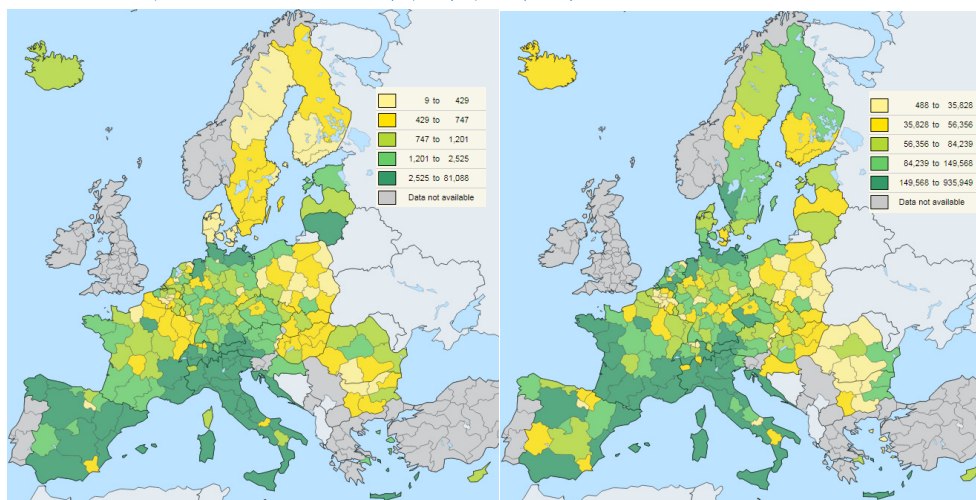 9 to 429
429 to 747
747 to 1,201
1,201 to 2,525
2,525 to 81,088
Data not available
488 to 35,828
35,828 to 56,356
56,356 to 84,239
84,239 to 149,568
149,568 to 935,949
Data not available